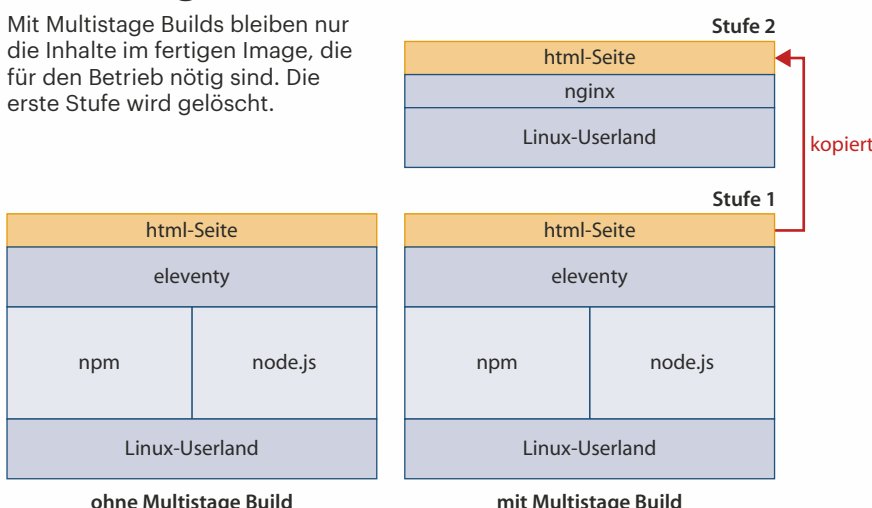 Mit Multistage Builds bleiben nur
die Inhalte im fertigen Image, die
für den Betrieb nötig sind. Die
erste Stufe wird gelöscht.
Stufe 2
html-Seite
nginx
Linux-Userland
kopiert
Stufe 1
html-Seite
eleventy
npm
node.js
Linux-Userland
ohne Multistage Build
html-Seite
eleventy
npm
node.js
Linux-Userland
mit Multistage Build